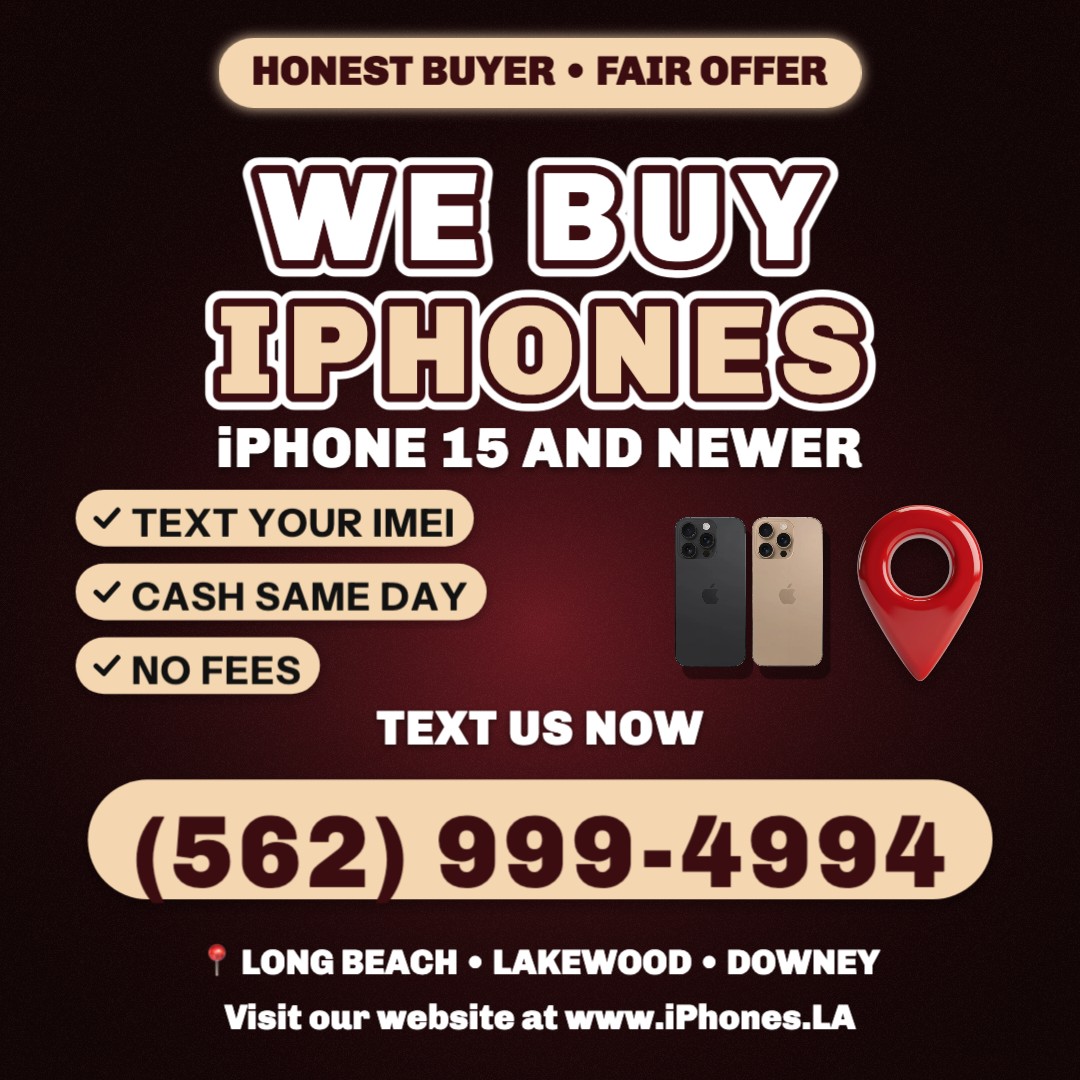 HONEST BUYER • FAIR OFFER
WE BUY
IPHONES
iPHONE 15 AND NEWER
✓ TEXT YOUR IMEI
✓ CASH SAME DAY
✓ NO FEES
TEXT US NOW
(562) 999-4994
📍 LONG BEACH • LAKEWOOD • DOWNEY
Visit our website at www.iPhones.LA